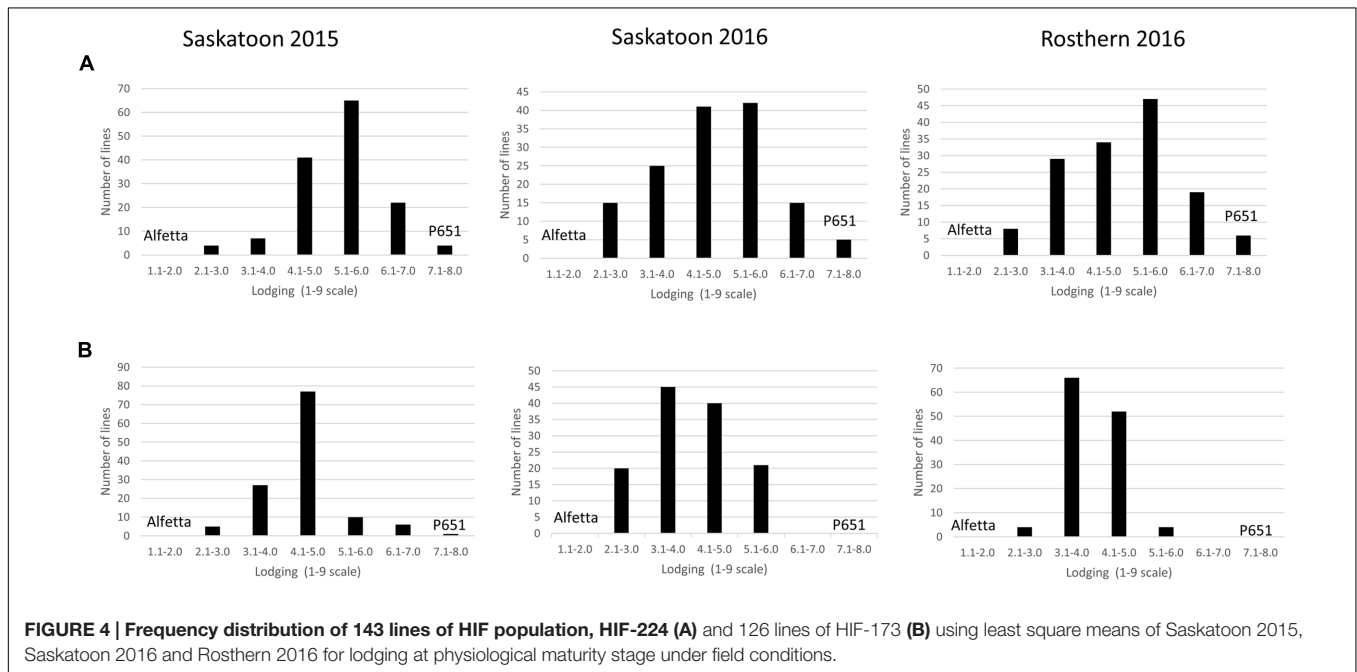 Saskatoon 2015
Saskatoon 2016
Rosthern 2016
A
Number of lines
70
60
50
40
30
20
10
0
Alfetta
P651
1.1-2.0 2.1-3.0 3.1-4.0 4.1-5.0 5.1-6.0 6.1-7.0 7.1-8.0
Lodging (1-9 scale)
Number of lines
45
40
35
30
25
20
15
10
5
0
Alfetta
P651
1.1-2.0 2.1-3.0 3.1-4.0 4.1-5.0 5.1-6.0 6.1-7.0 7.1-8.0
Lodging (1-9 scale)
Number of lines
50
45
40
35
30
25
20
15
10
5
0
Alfetta
P651
1.1-2.0 2.1-3.0 3.1-4.0 4.1-5.0 5.1-6.0 6.1-7.0 7.1-8.0
Lodging (1-9 scale)
B
Number of lines
90
80
70
60
50
40
30
20
10
0
Alfetta
P651
1.1-2.0 2.1-3.0 3.1-4.0 4.1-5.0 5.1-6.0 6.1-7.0 7.1-8.0
Lodging (1-9 scale)
Number of lines
50
45
40
35
30
25
20
15
10
5
0
Alfetta
P651
1.1-2.0 2.1-3.0 3.1-4.0 4.1-5.0 5.1-6.0 6.1-7.0 7.1-8.0
Lodging (1-9 scale)
Number of lines
70
60
50
40
30
20
10
0
Alfetta
P651
1.1-2.0 2.1-3.0 3.1-4.0 4.1-5.0 5.1-6.0 6.1-7.0 7.1-8.0
Lodging (1-9 scale)
FIGURE 4 | Frequency distribution of 143 lines of HIF population, HIF-224 (A) and 126 lines of HIF-173 (B) using least square means of Saskatoon 2015,
Saskatoon 2016 and Rosthern 2016 for lodging at physiological maturity stage under field conditions.